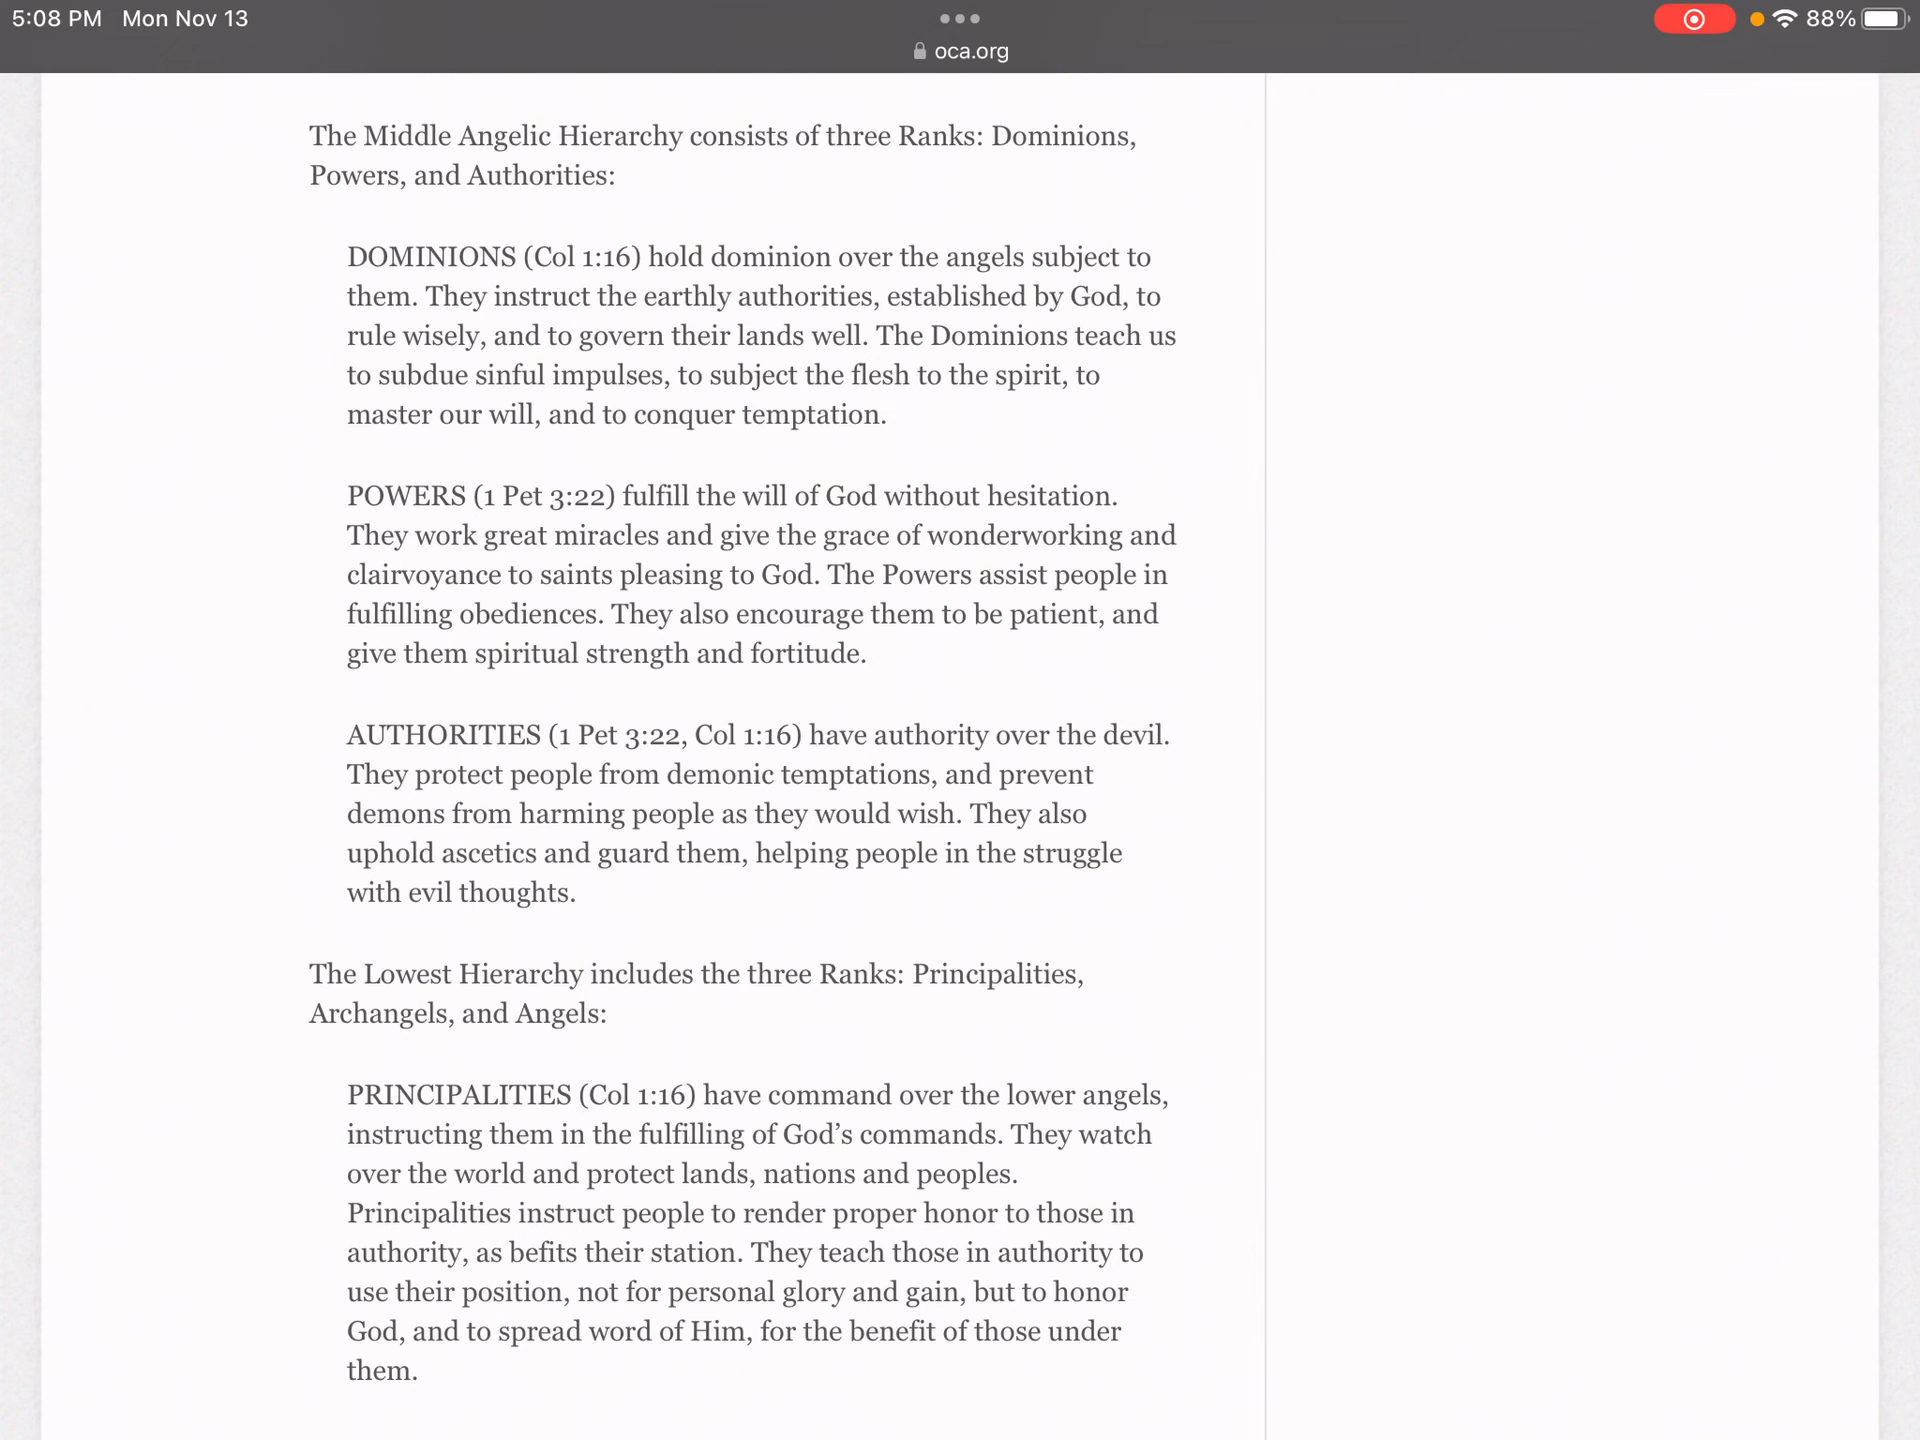 5:08 PM Mon Nov 13
88%
oca.org
The Middle Angelic Hierarchy consists of three Ranks: Dominions,
Powers, and Authorities:
DOMINIONS (Col 1:16) hold dominion over the angels subject to
them. They instruct the earthly authorities, established by God, to
rule wisely, and to govern their lands well. The Dominions teach us
to subdue sinful impulses, to subject the flesh to the spirit, to
master our will, and to conquer temptation.
POWERS (1 Pet 3:22) fulfill the will of God without hesitation.
They work great miracles and give the grace of wonderworking and
clairvoyance to saints pleasing to God. The Powers assist people in
fulfilling obediences. They also encourage them to be patient, and
give them spiritual strength and fortitude.
AUTHORITIES (1 Pet 3:22, Col 1:16) have authority over the devil.
They protect people from demonic temptations, and prevent
demons from harming people as they would wish. They also
uphold ascetics and guard them, helping people in the struggle
with evil thoughts.
The Lowest Hierarchy includes the three Ranks: Principalities,
Archangels, and Angels:
PRINCIPALITIES (Col 1:16) have command over the lower angels,
instructing them in the fulfilling of God’s commands. They watch
over the world and protect lands, nations and peoples.
Principalities instruct people to render proper honor to those in
authority, as befits their station. They teach those in authority to
use their position, not for personal glory and gain, but to honor
God, and to spread word of Him, for the benefit of those under
them.